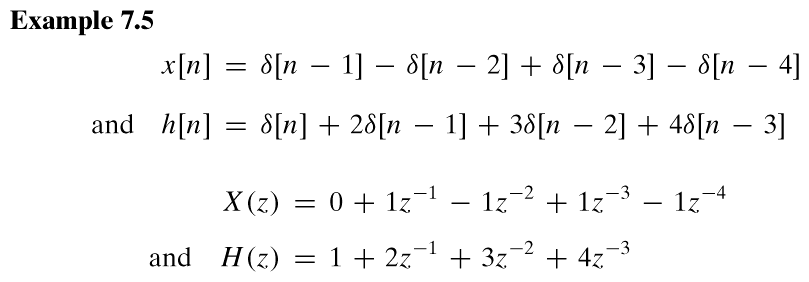 Example 7.5
x[n] = δ[n − 1] − δ[n − 2] + δ[n − 3] − δ[n − 4]
and h[n] = δ[n] + 2δ[n − 1] + 3δ[n − 2] + 4δ[n − 3]
X(z) = 0 + 1z⁻¹ − 1z⁻² + 1z⁻³ − 1z⁻⁴
and H(z) = 1 + 2z⁻¹ + 3z⁻² + 4z⁻³